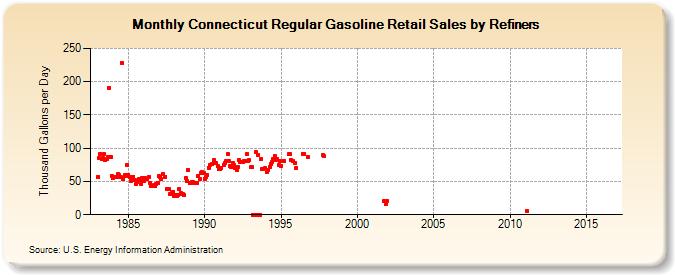 Monthly Connecticut Regular Gasoline Retail Sales by Refiners
Thousand Gallons per Day
250
200
150
100
50
0
1985 1990 1995 2000 2005 2010 2015
Source: U.S. Energy Information Administration